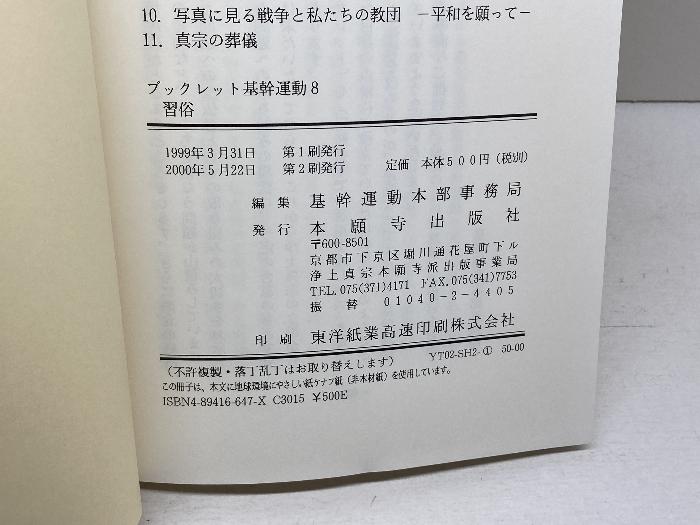 10. 写真に見る戦争と私たちの教団 －平和を願って－
11. 真宗の葬儀
ブックレット基幹運動8
習俗
1999年3月31日 第1刷発行
2000年5月22日 第2刷発行 定価 本体500円(税別)
編集 基幹運動本部事務局
発行 本願寺出版社
〒600-8501
京都市下京区堀川通花屋町下ル
浄土真宗本願寺派出版事業局
TEL. 075(371)4171 FAX. 075(341)7753
振替 01040-2-4405
印刷 東洋紙業高速印刷株式会社
(不許複製・落丁乱丁はお取り替えします) YT02-SH2-① 50-00
この冊子は、本文に地球環境にやさしい紙ケナフ紙(非木材紙)を使用しています。
ISBN4-89416-647-X C3015 ¥500E